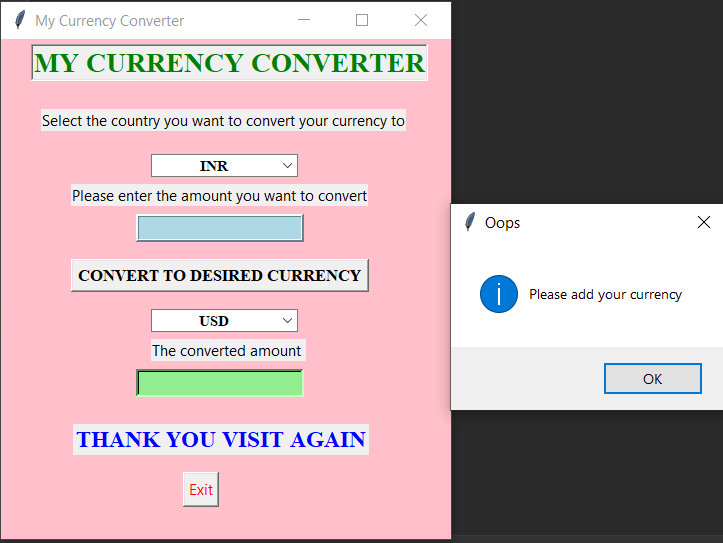 My Currency Converter
MY CURRENCY CONVERTER
Select the country you want to convert your currency to
INR
Please enter the amount you want to convert
CONVERT TO DESIRED CURRENCY
USD
The converted amount
THANK YOU VISIT AGAIN
Exit
Oops
Please add your currency
OK